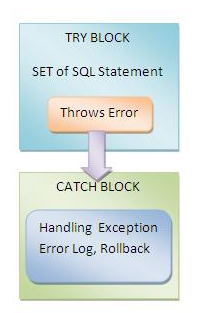 TRY BLOCK
SET of SQL Statement
Throws Error
CATCH BLOCK
Handling Exception
Error Log, Rollback